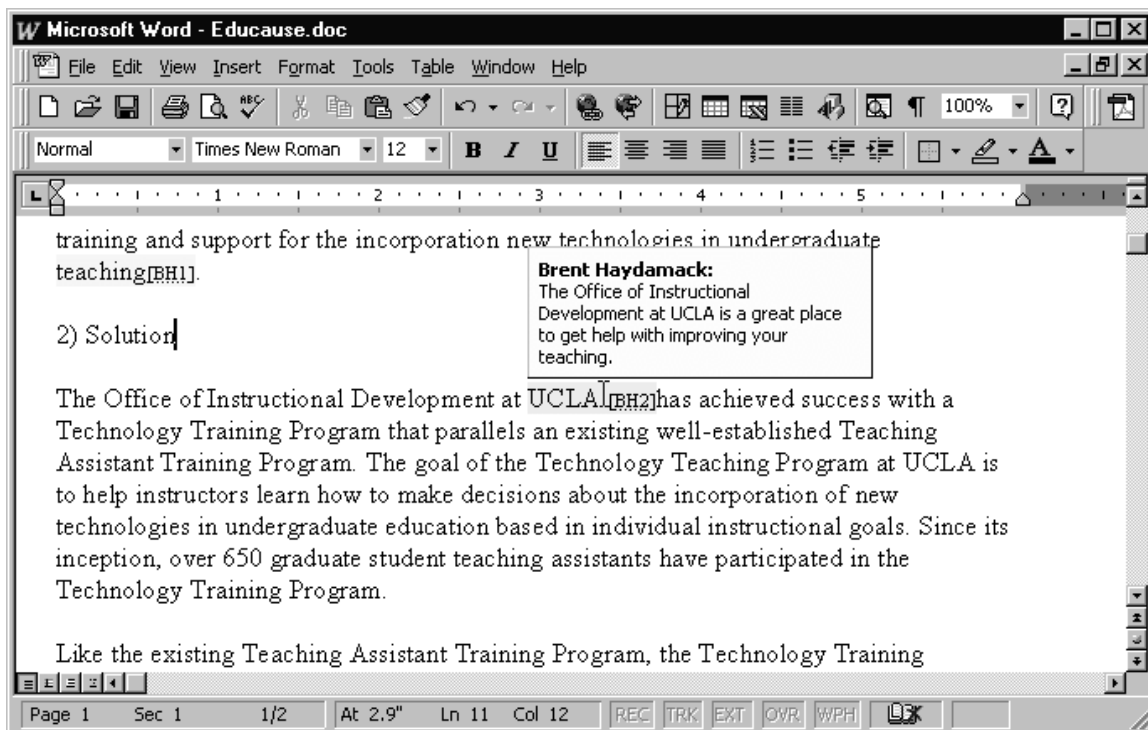 Microsoft Word - Educause.doc
File Edit View Insert Format Tools Table Window Help
ABC 100%
Normal Times New Roman 12 B I U A
1 2 3 4 5
training and support for the incorporation new technologies in undergraduate
teaching[BH1].
Brent Haydamack:
The Office of Instructional
Development at UCLA is a great place
to get help with improving your
teaching.
2) Solution
The Office of Instructional Development at UCLA [BH2]has achieved success with a
Technology Training Program that parallels an existing well-established Teaching
Assistant Training Program. The goal of the Technology Teaching Program at UCLA is
to help instructors learn how to make decisions about the incorporation of new
technologies in undergraduate education based in individual instructional goals. Since its
inception, over 650 graduate student teaching assistants have participated in the
Technology Training Program.
Like the existing Teaching Assistant Training Program, the Technology Training
Page 1 Sec 1 1/2 At 2.9" Ln 11 Col 12 REC TRK EXT OVR WPH